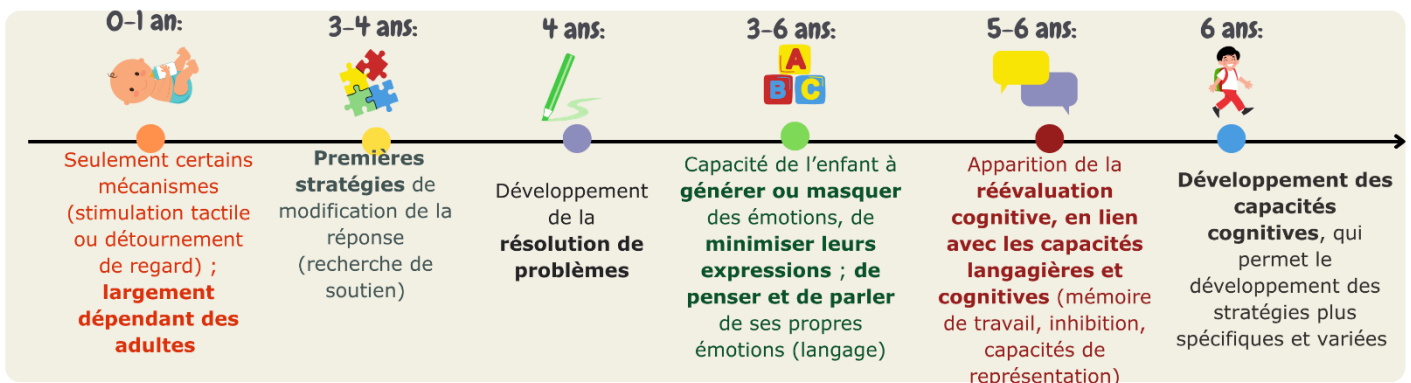 0-1 an:
Seulement certains
mécanismes
(stimulation tactile
ou détournement
de regard) ;
largement
dépendant des
adultes
3-4 ans:
Premières
stratégies de
modification de la
réponse
(recherche de
soutien)
4 ans:
Développement
de la
résolution de
problèmes
3-6 ans:
A
B C
Capacité de l'enfant à
générer ou masquer
des émotions, de
minimiser leurs
expressions ; de
penser et de parler
de ses propres
émotions (langage)
5-6 ans:
Apparition de la
réévaluation
cognitive, en lien
avec les capacités
langagières et
cognitives (mémoire
de travail, inhibition,
capacités de
représentation)
6 ans:
Développement des
capacités
cognitives, qui
permet le
développement des
stratégies plus
spécifiques et variées